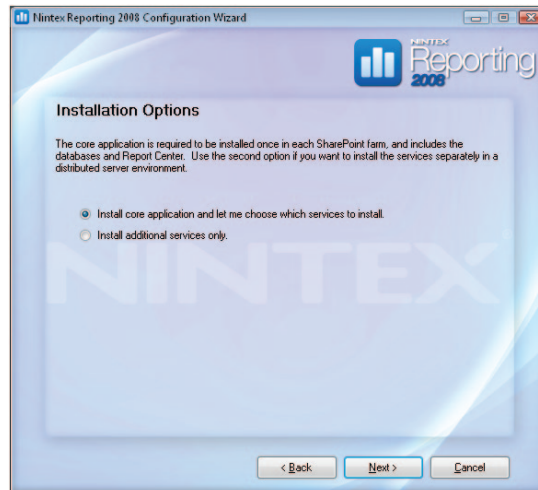 Nintex Reporting 2008 Configuration Wizard
NINTEX
Reporting
2008
Installation Options
The core application is required to be installed once in each SharePoint farm, and includes the
databases and Report Center. Use the second option if you want to install the services separately in a
distributed server environment.
Install core application and let me choose which services to install.
Install additional services only.
NINTEX
< Back
Next >
Cancel